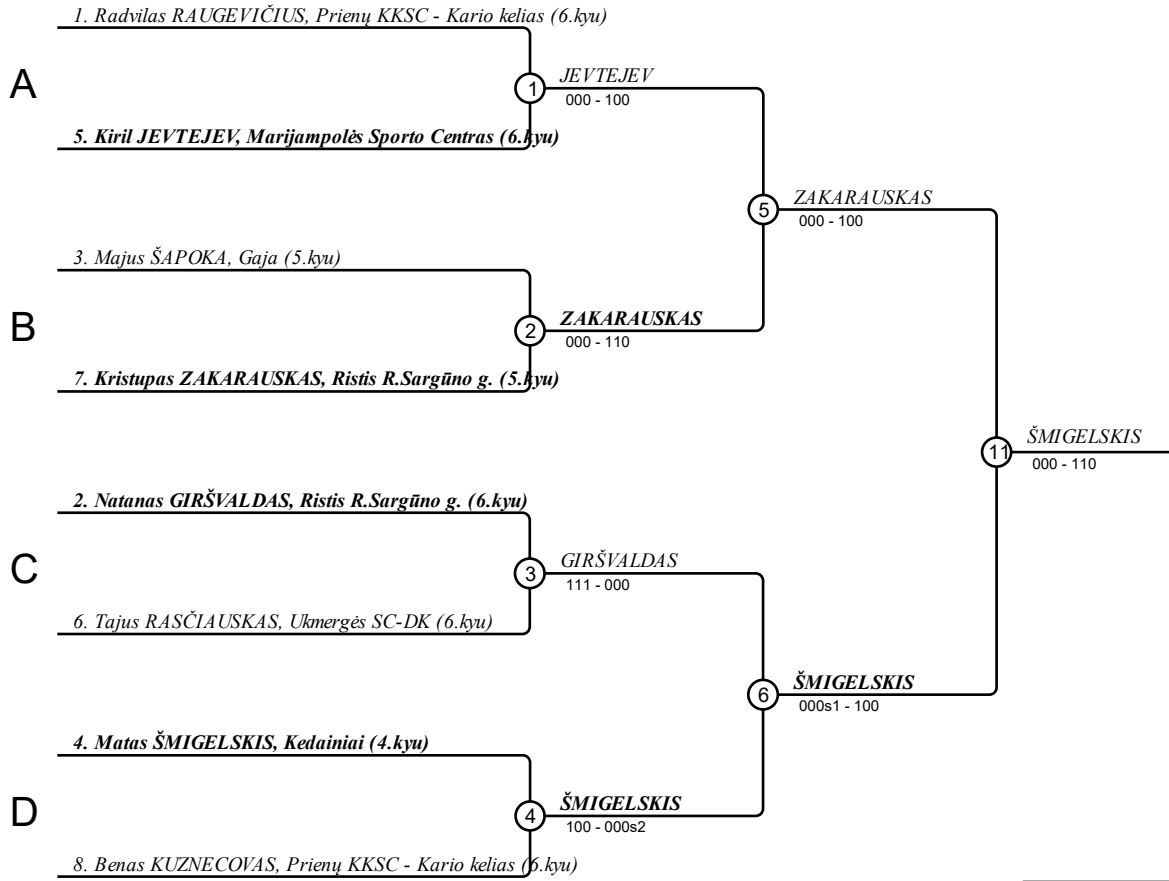 1. Radvilas RAUGEVIČIUS, Prienų KKSC - Kario kelias (6.kyu)
A
1 JEVTEJEV
000 - 100
5. Kiril JEVTEJEV, Marijampolės Sporto Centras (6.kyu)
5 ZAKARAUSKAS
000 - 100
3. Majus ŠAPOKA, Gaja (5.kyu)
B
2 ZAKARAUSKAS
000 - 110
7. Kristupas ZAKARAUSKAS, Ristis R.Sargūno g. (5.kyu)
11 ŠMIGELSKIS
000 - 110
2. Natanas GIRŠVALDAS, Ristis R.Sargūno g. (6.kyu)
C
3 GIRŠVALDAS
111 - 000
6. Tajus RASČIAUSKAS, Ukmergės SC-DK (6.kyu)
6 ŠMIGELSKIS
000s1 - 100
4. Matas ŠMIGELSKIS, Kedainiai (4.kyu)
D
4 ŠMIGELSKIS
100 - 000s2
8. Benas KUZNECOVAS, Prienų KKSC - Kario kelias (6.kyu)